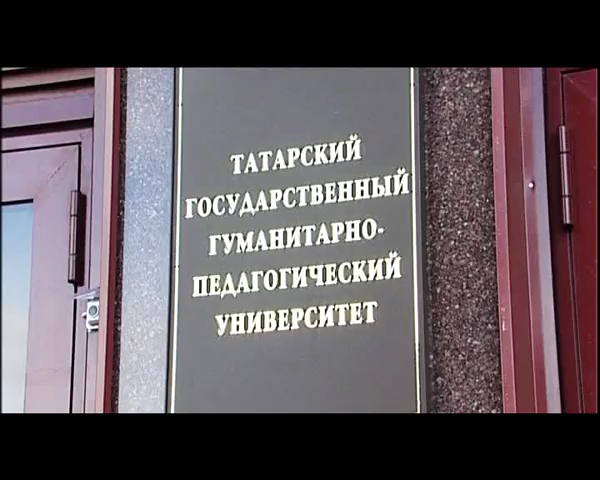 ТАТАРСКИЙ
ГОСУДАРСТВЕННЫЙ
ГУМАНИТАРНО-
ПЕДАГОГИЧЕСКИЙ
УНИВЕРСИТЕТ